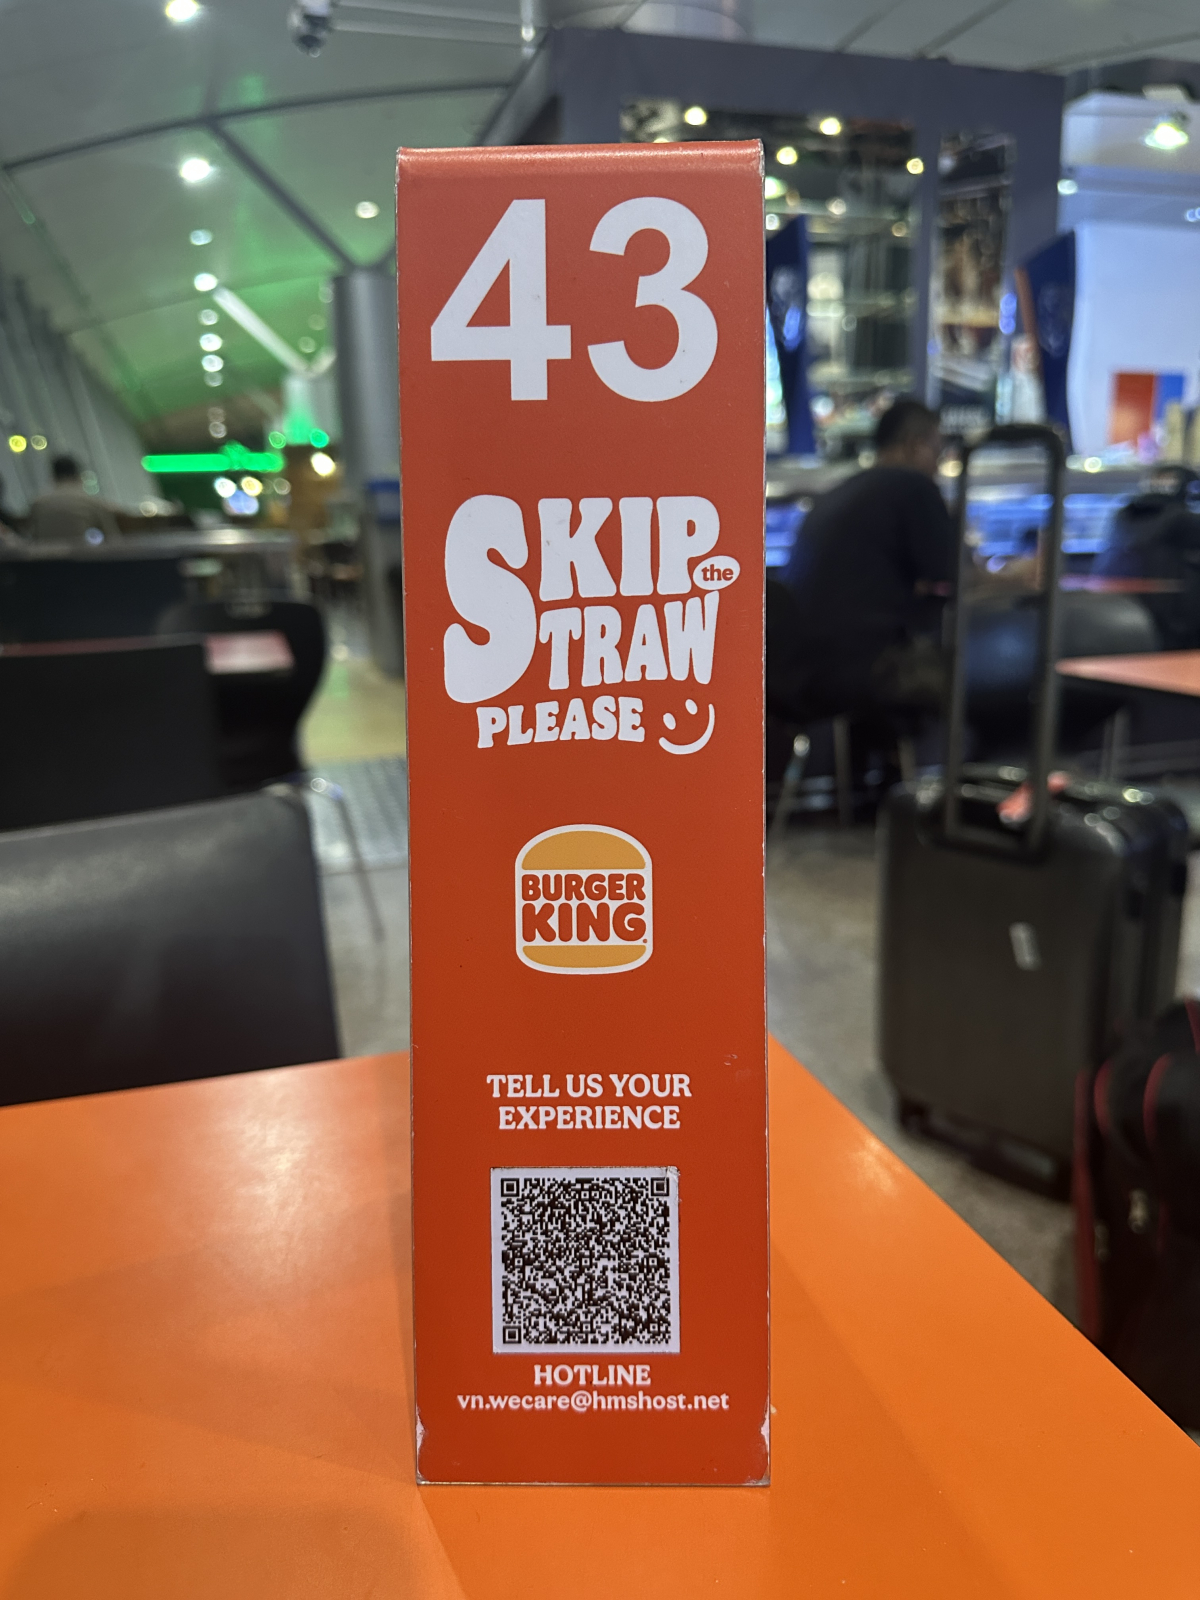 43
SKIP the
STRAW
PLEASE
BURGER
KING
TELL US YOUR
EXPERIENCE
HOTLINE
vn.wecare@hmshost.net